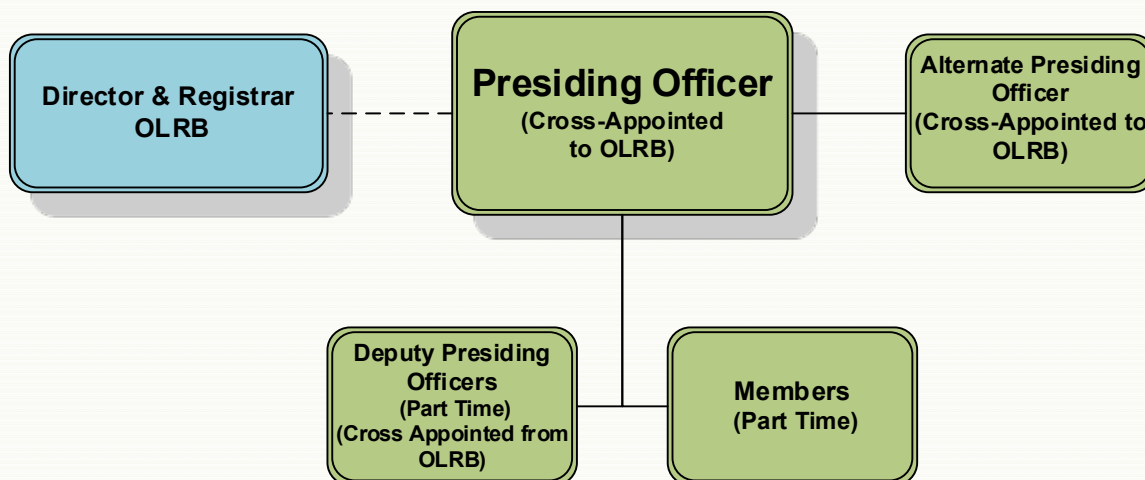 Director & Registrar
OLRB
Presiding Officer
(Cross-Appointed
to OLRB)
Alternate Presiding
Officer
(Cross-Appointed to
OLRB)
Deputy Presiding
Officers
(Part Time)
(Cross Appointed from
OLRB)
Members
(Part Time)